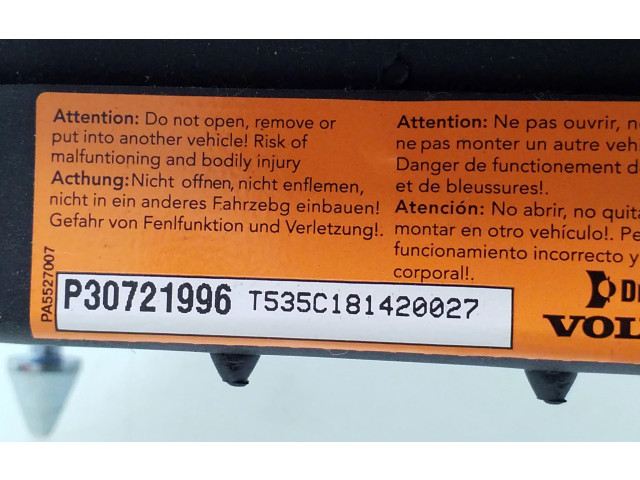 Attention: Do not open, remove or
put into another vehicle! Risk of
malfuntioning and bodily injury
Acthung: Nicht offnen, nicht enflemen,
nicht in ein anderes Fahrzebg einbauen!
Gefahr von Fenlfunktion und Verletzung!.
Attention: Ne pas ouvrir,
ne pas monter un autre
Danger de functionement
et de bleussures!.
Atención: No abrir, no
montar en otro vehículo!.
funcionamiento incorrecto y
corporal!.
PA5527007
P30721996 T535C181420027